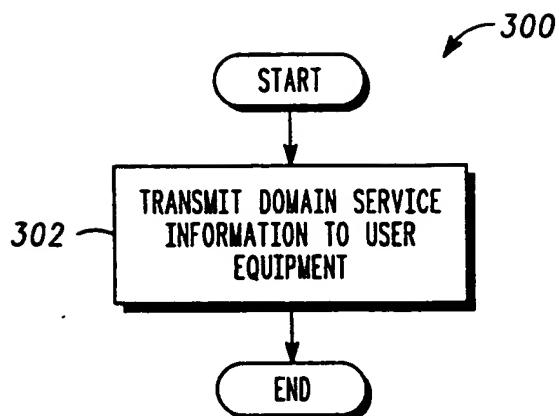 300
START
302
TRANSMIT DOMAIN SERVICE
INFORMATION TO USER
EQUIPMENT
END